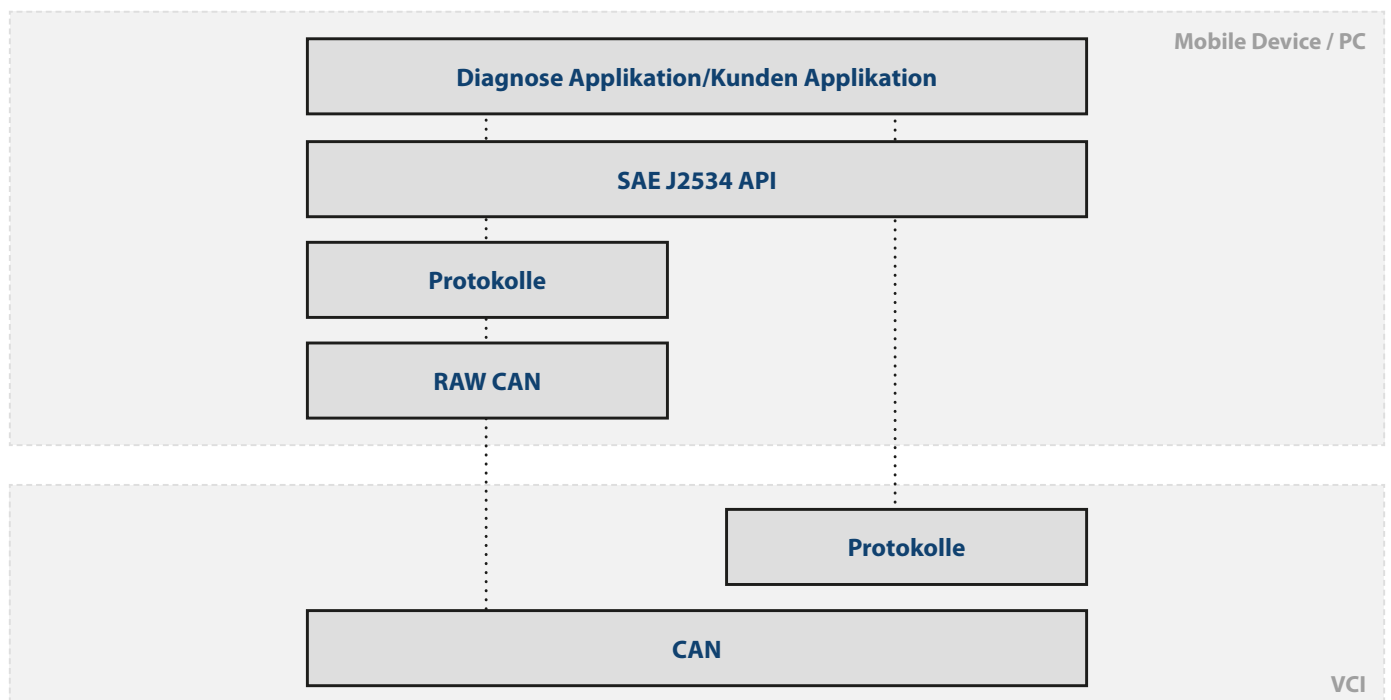 Mobile Device / PC
Diagnose Applikation/Kunden Applikation
SAE J2534 API
Protokolle
RAW CAN
Protokolle
CAN
VCI